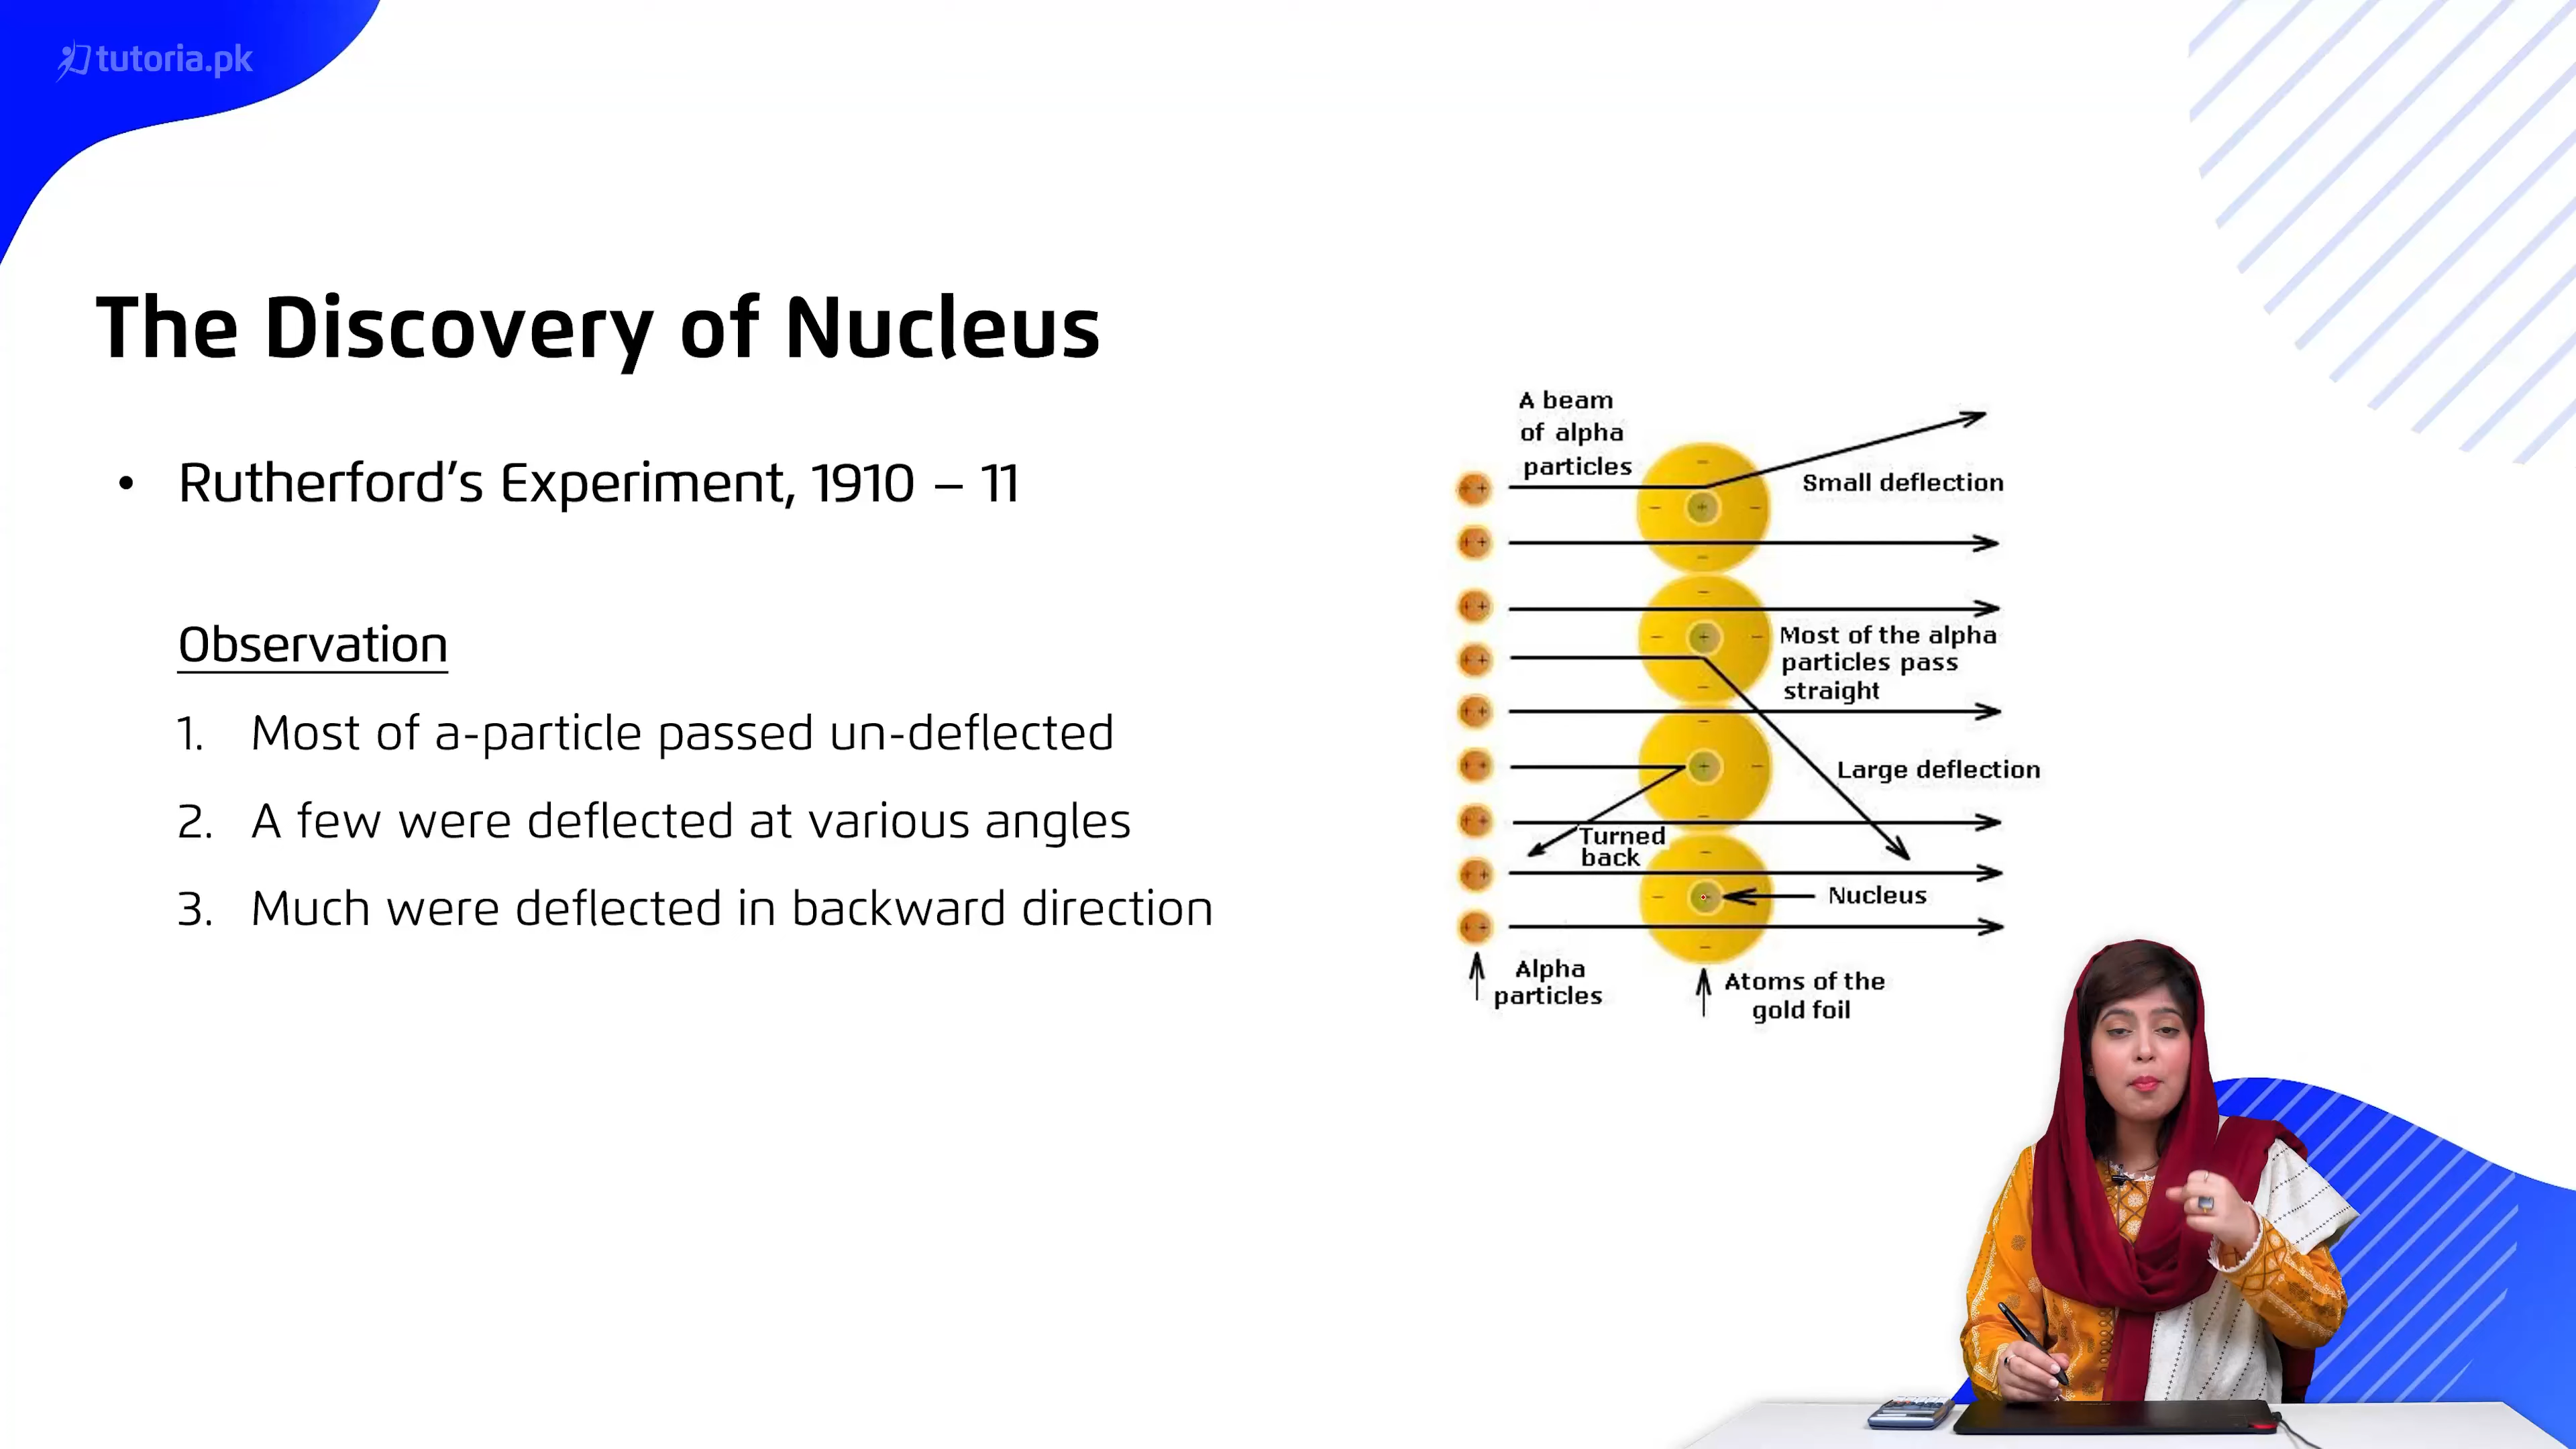 tutoria.pk
The Discovery of Nucleus
• Rutherford’s Experiment, 1910 – 11
Observation
1. Most of a-particle passed un-deflected
2. A few were deflected at various angles
3. Much were deflected in backward direction
A beam
of alpha
particles
Small deflection
Most of the alpha
particles pass
straight
Large deflection
Turned
back
Nucleus
Alpha
particles
Atoms of the
gold foil